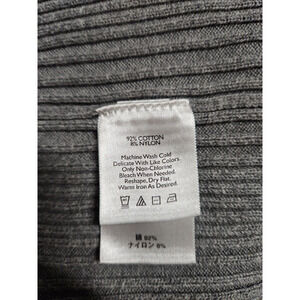 92% COTTON
8% NYLON
Machine Wash Cold
Delicate With Like Colors.
Only Non-Chlorine
Bleach When Needed.
Reshape, Dry Flat.
Warm Iron As Desired.
綿 92%
ナイロン 8%